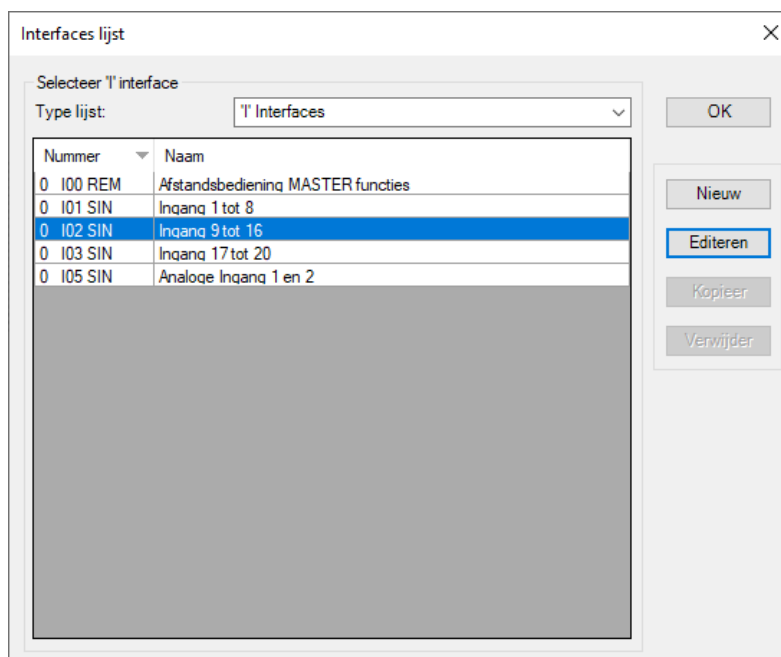 Interfaces lijst
Selecteer 'I' interface
Type lijst: 'I' Interfaces OK
Nummer Naam
0 I00 REM Afstandsbediening MASTER functies
0 I01 SIN Ingang 1 tot 8
0 I02 SIN Ingang 9 tot 16
0 I03 SIN Ingang 17 tot 20
0 I05 SIN Analoge Ingang 1 en 2
Nieuw
Editeren
Kopieer
Verwijder